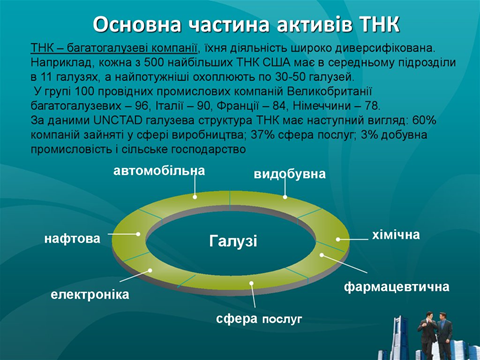 Основна частина активів ТНК
ТНК – багатогалузеві компанії, їхня діяльність широко диверсифікована.
Наприклад, кожна з 500 найбільших ТНК США має в середньому підрозділи
в 11 галузях, а найпотужніші охоплюють по 30-50 галузей.
У групі 100 провідних промислових компаній Великобританії
багатогалузевих – 96, Італії – 90, Франції – 84, Німеччини – 78.
За даними UNCTAD галузева структура ТНК має наступний вигляд: 60%
компаній зайняті у сфері виробництва; 37% сфера послуг; 3% добувна
промисловість і сільське господарство
автомобільна
видобувна
нафтова
Галузі
хімічна
електроніка
фармацевтична
сфера послуг